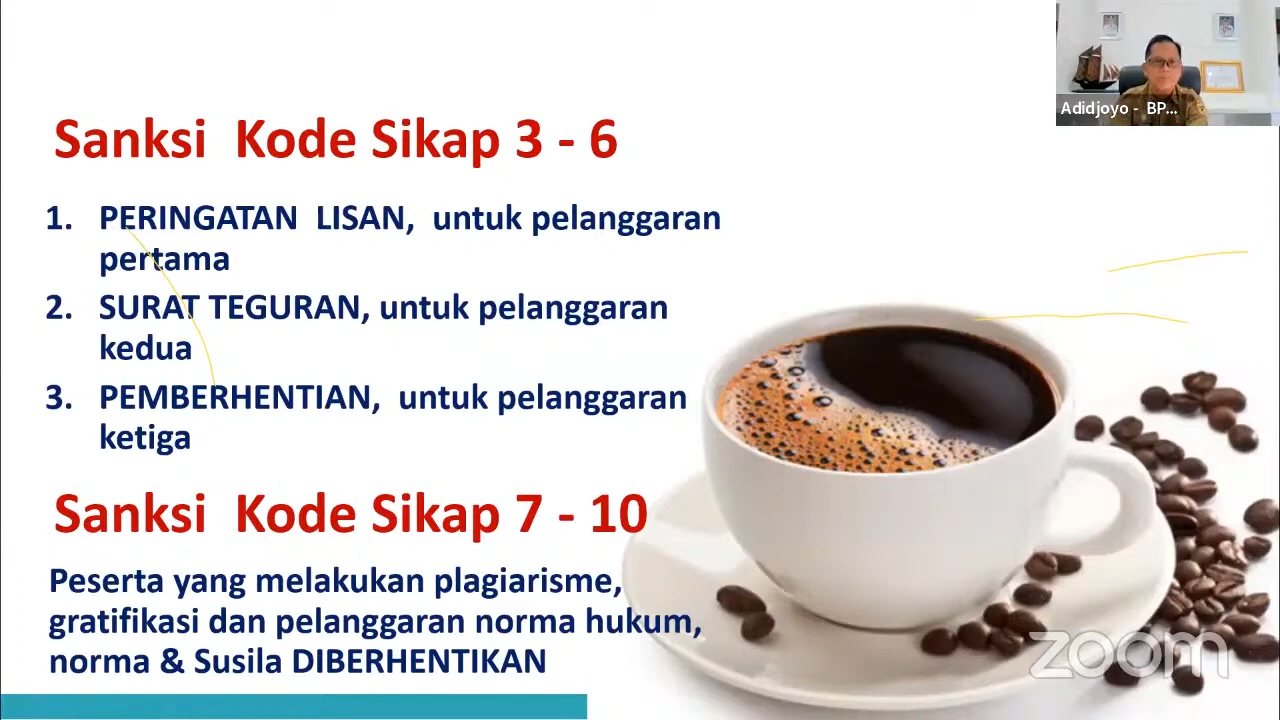 Adidjoyo - BP...
Sanksi Kode Sikap 3 - 6
1. PERINGATAN LISAN, untuk pelanggaran
pertama
2. SURAT TEGURAN, untuk pelanggaran
kedua
3. PEMBERHENTIAN, untuk pelanggaran
ketiga
Sanksi Kode Sikap 7 - 10
Peserta yang melakukan plagiarisme,
gratifikasi dan pelanggaran norma hukum,
norma & Susila DIBERHENTIKAN
zoom